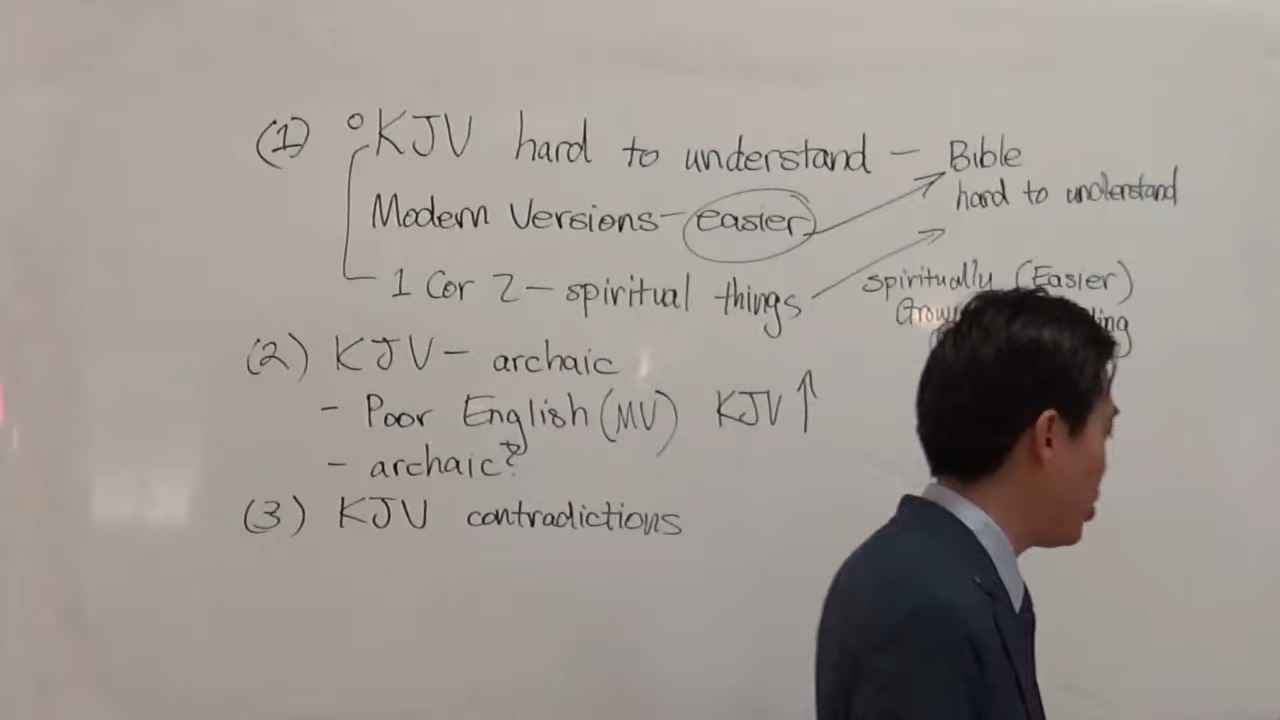 (1) KJV hard to understand — Bible
hard to understand
Modern Versions - easier
1 Cor 2 - spiritual things
spiritually (Easier)
(2) KJV - archaic
- Poor English (MV) KJV ↑
- archaic?
(3) KJV contradictions